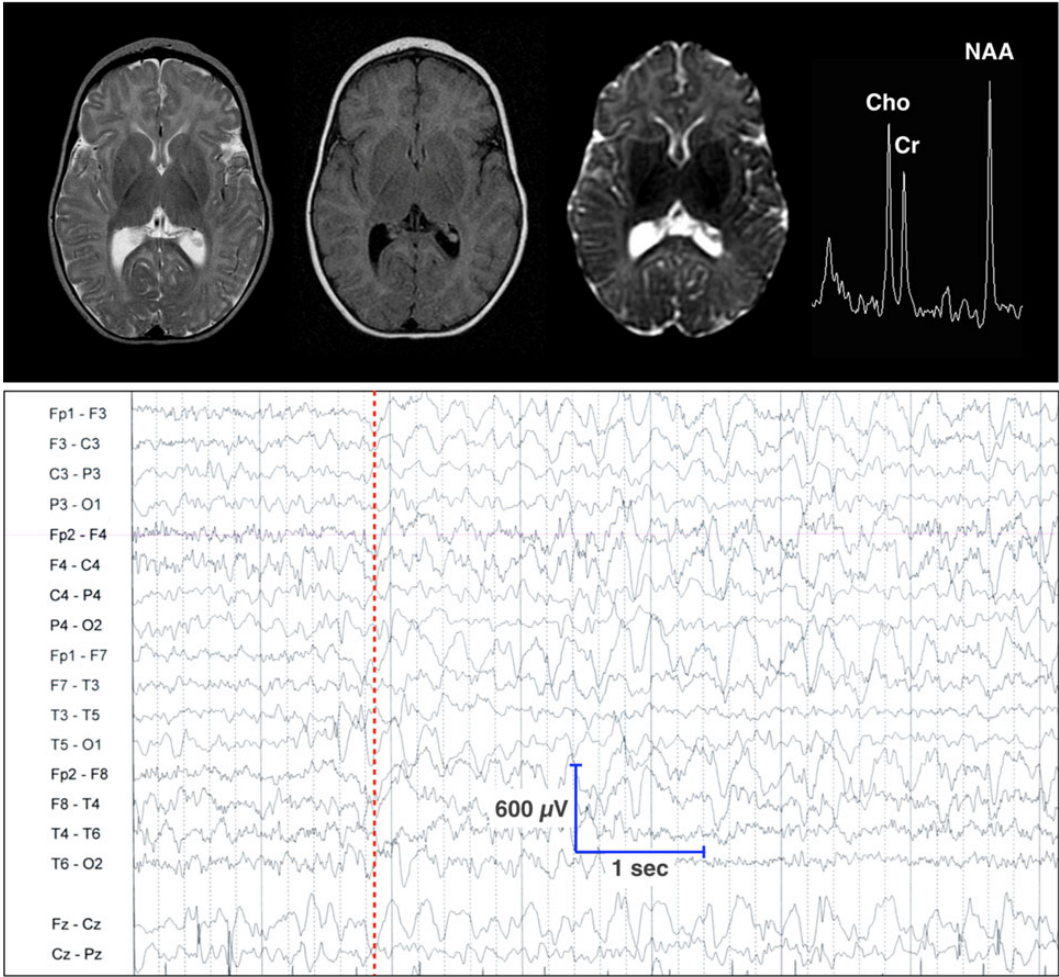 NAA
Cho
Cr
Fp1 - F3
F3 - C3
C3 - P3
P3 - O1
Fp2 - F4
F4 - C4
C4 - P4
P4 - O2
Fp1 - F7
F7 - T3
T3 - T5
T5 - O1
Fp2 - F8
F8 - T4
T4 - T6
T6 - O2
Fz - Cz
Cz - Pz
600 µV
1 sec